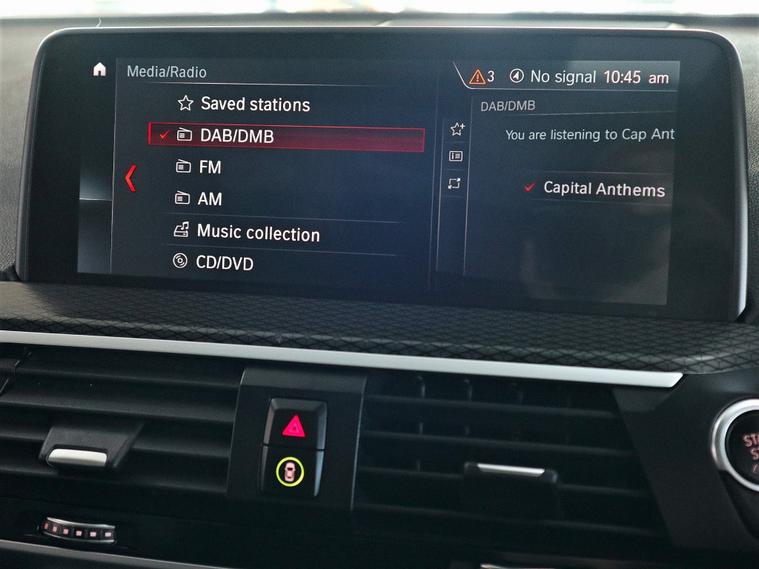 Media/Radio
3 No signal 10:45 am
Saved stations
DAB/DMB
FM
AM
Music collection
CD/DVD
DAB/DMB
You are listening to Cap Ant
Capital Anthems